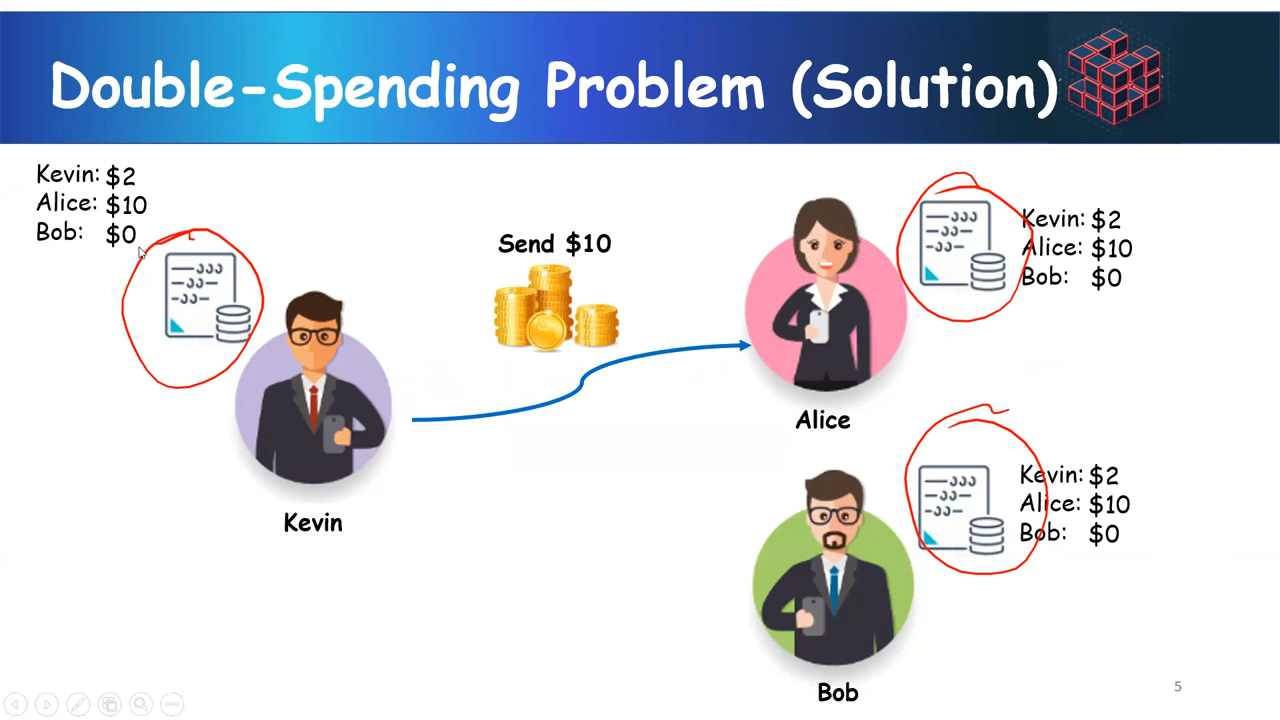 Double-Spending Problem (Solution)
Kevin: $2
Alice: $10
Bob: $0
Send $10
Kevin: $2
Alice: $10
Bob: $0
Alice
Kevin
Kevin: $2
Alice: $10
Bob: $0
Bob
5